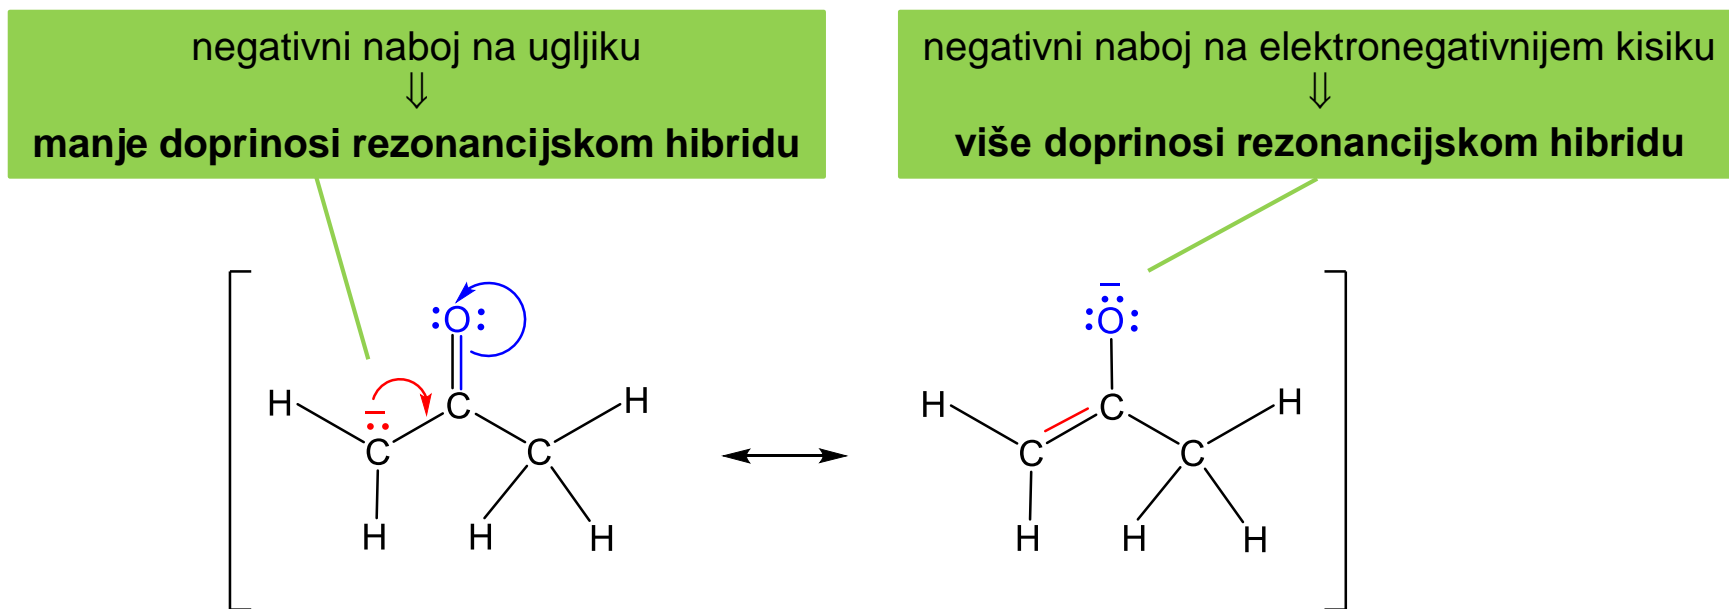 negativni naboj na ugljiku
⇓
manje doprinosi rezonancijskom hibridu
negativni naboj na elektronegativnijem kisiku
⇓
više doprinosi rezonancijskom hibridu
O
H
C
H
C
C
H
H
H
O
H
C
H
C
C
H
H
H